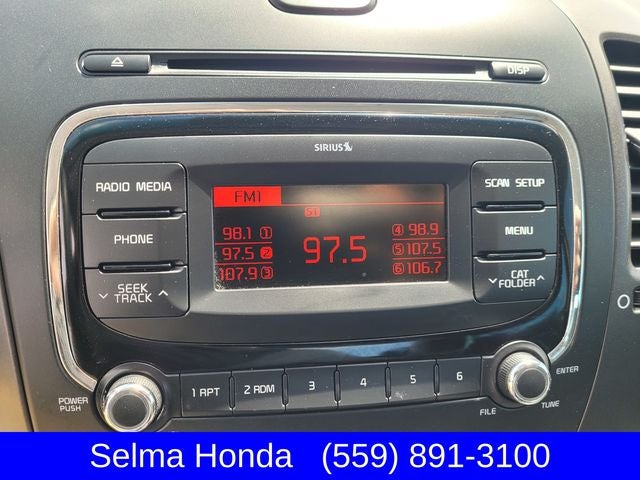 DISP
SIRIUS
RADIO MEDIA
PHONE
SEEK
TRACK
FM1
ST
98.1 1
97.5 2
107.9 3
97.5
4 98.9
5 107.5
6 106.7
SCAN SETUP
MENU
CAT
FOLDER
POWER
PUSH
1 RPT
2 RDM
3
4
5
6
FILE
ENTER
TUNE
Selma Honda (559) 891-3100